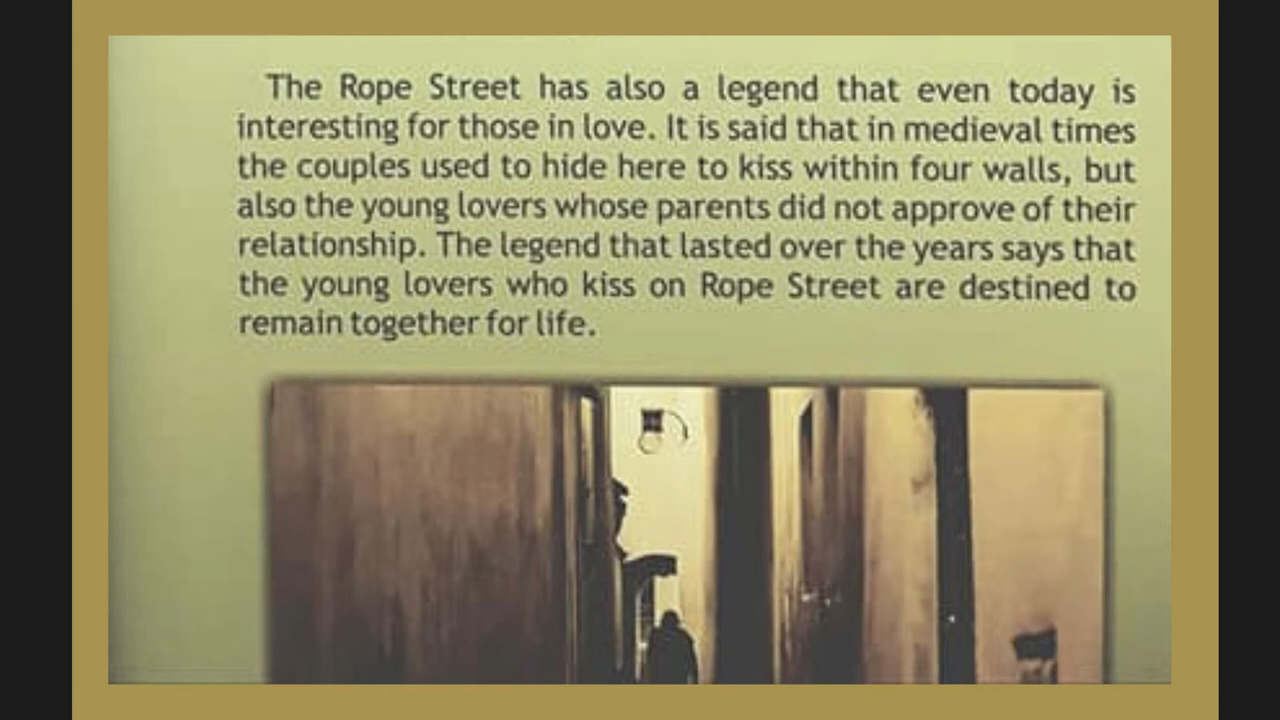 The Rope Street has also a legend that even today is
interesting for those in love. It is said that in medieval times
the couples used to hide here to kiss within four walls, but
also the young lovers whose parents did not approve of their
relationship. The legend that lasted over the years says that
the young lovers who kiss on Rope Street are destined to
remain together for life.